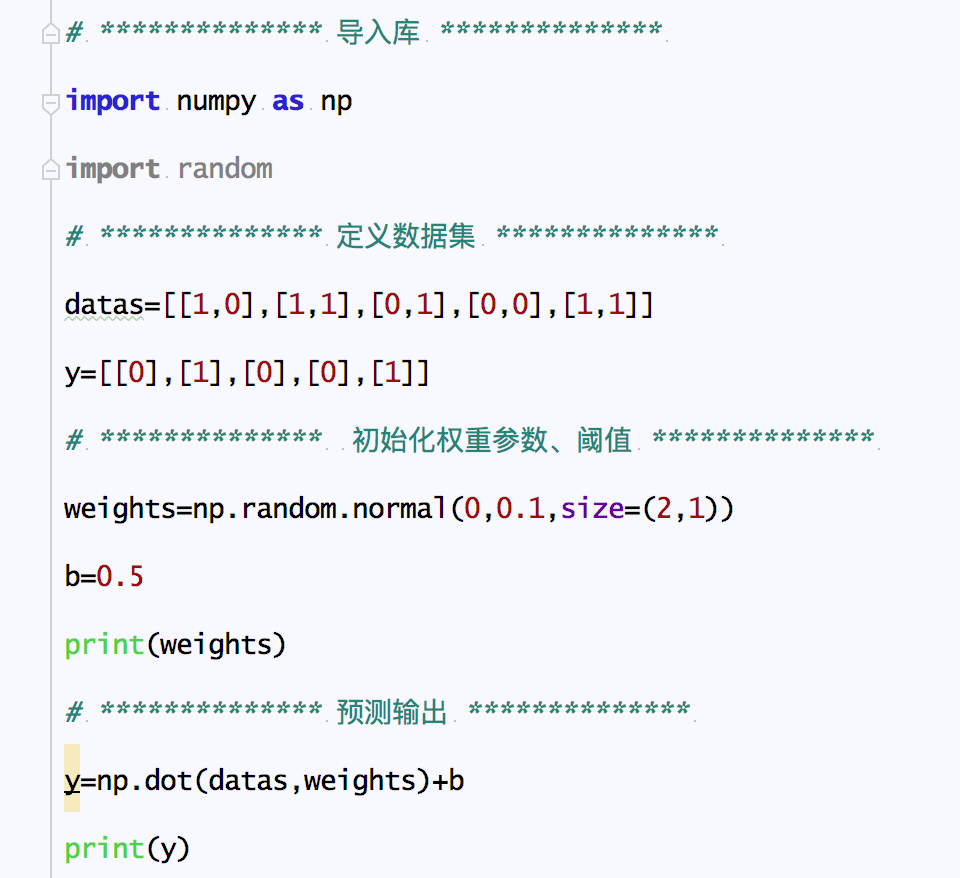 # ************** 导入库 **************
import numpy as np
import random
# ************** 定义数据集 **************
datas=[[1,0],[1,1],[0,1],[0,0],[1,1]]
y=[[0],[1],[0],[0],[1]]
# **************  初始化权重参数、阈值 **************
weights=np.random.normal(0,0.1,size=(2,1))
b=0.5
print(weights)
# ************** 预测输出 **************
y=np.dot(datas,weights)+b
print(y)